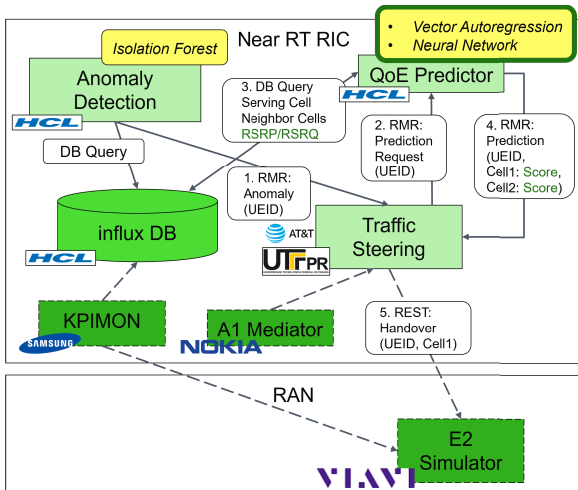 Isolation Forest
Near RT RIC
• Vector Autoregression
• Neural Network
Anomaly
Detection
HCL
QoE Predictor
HCL
3. DB Query
Serving Cell
Neighbor Cells
RSRP/RSRQ
DB Query
2. RMR:
Prediction
Request
(UEID)
4. RMR:
Prediction
(UEID,
Cell1: Score,
Cell2: Score)
1. RMR:
Anomaly
(UEID)
influx DB
HCL
AT&T
UTFPR
Traffic
Steering
KPIMON
SAMSUNG
A1 Mediator
NOKIA
5. REST:
Handover
(UEID, Cell1)
RAN
E2
Simulator
VIAVI